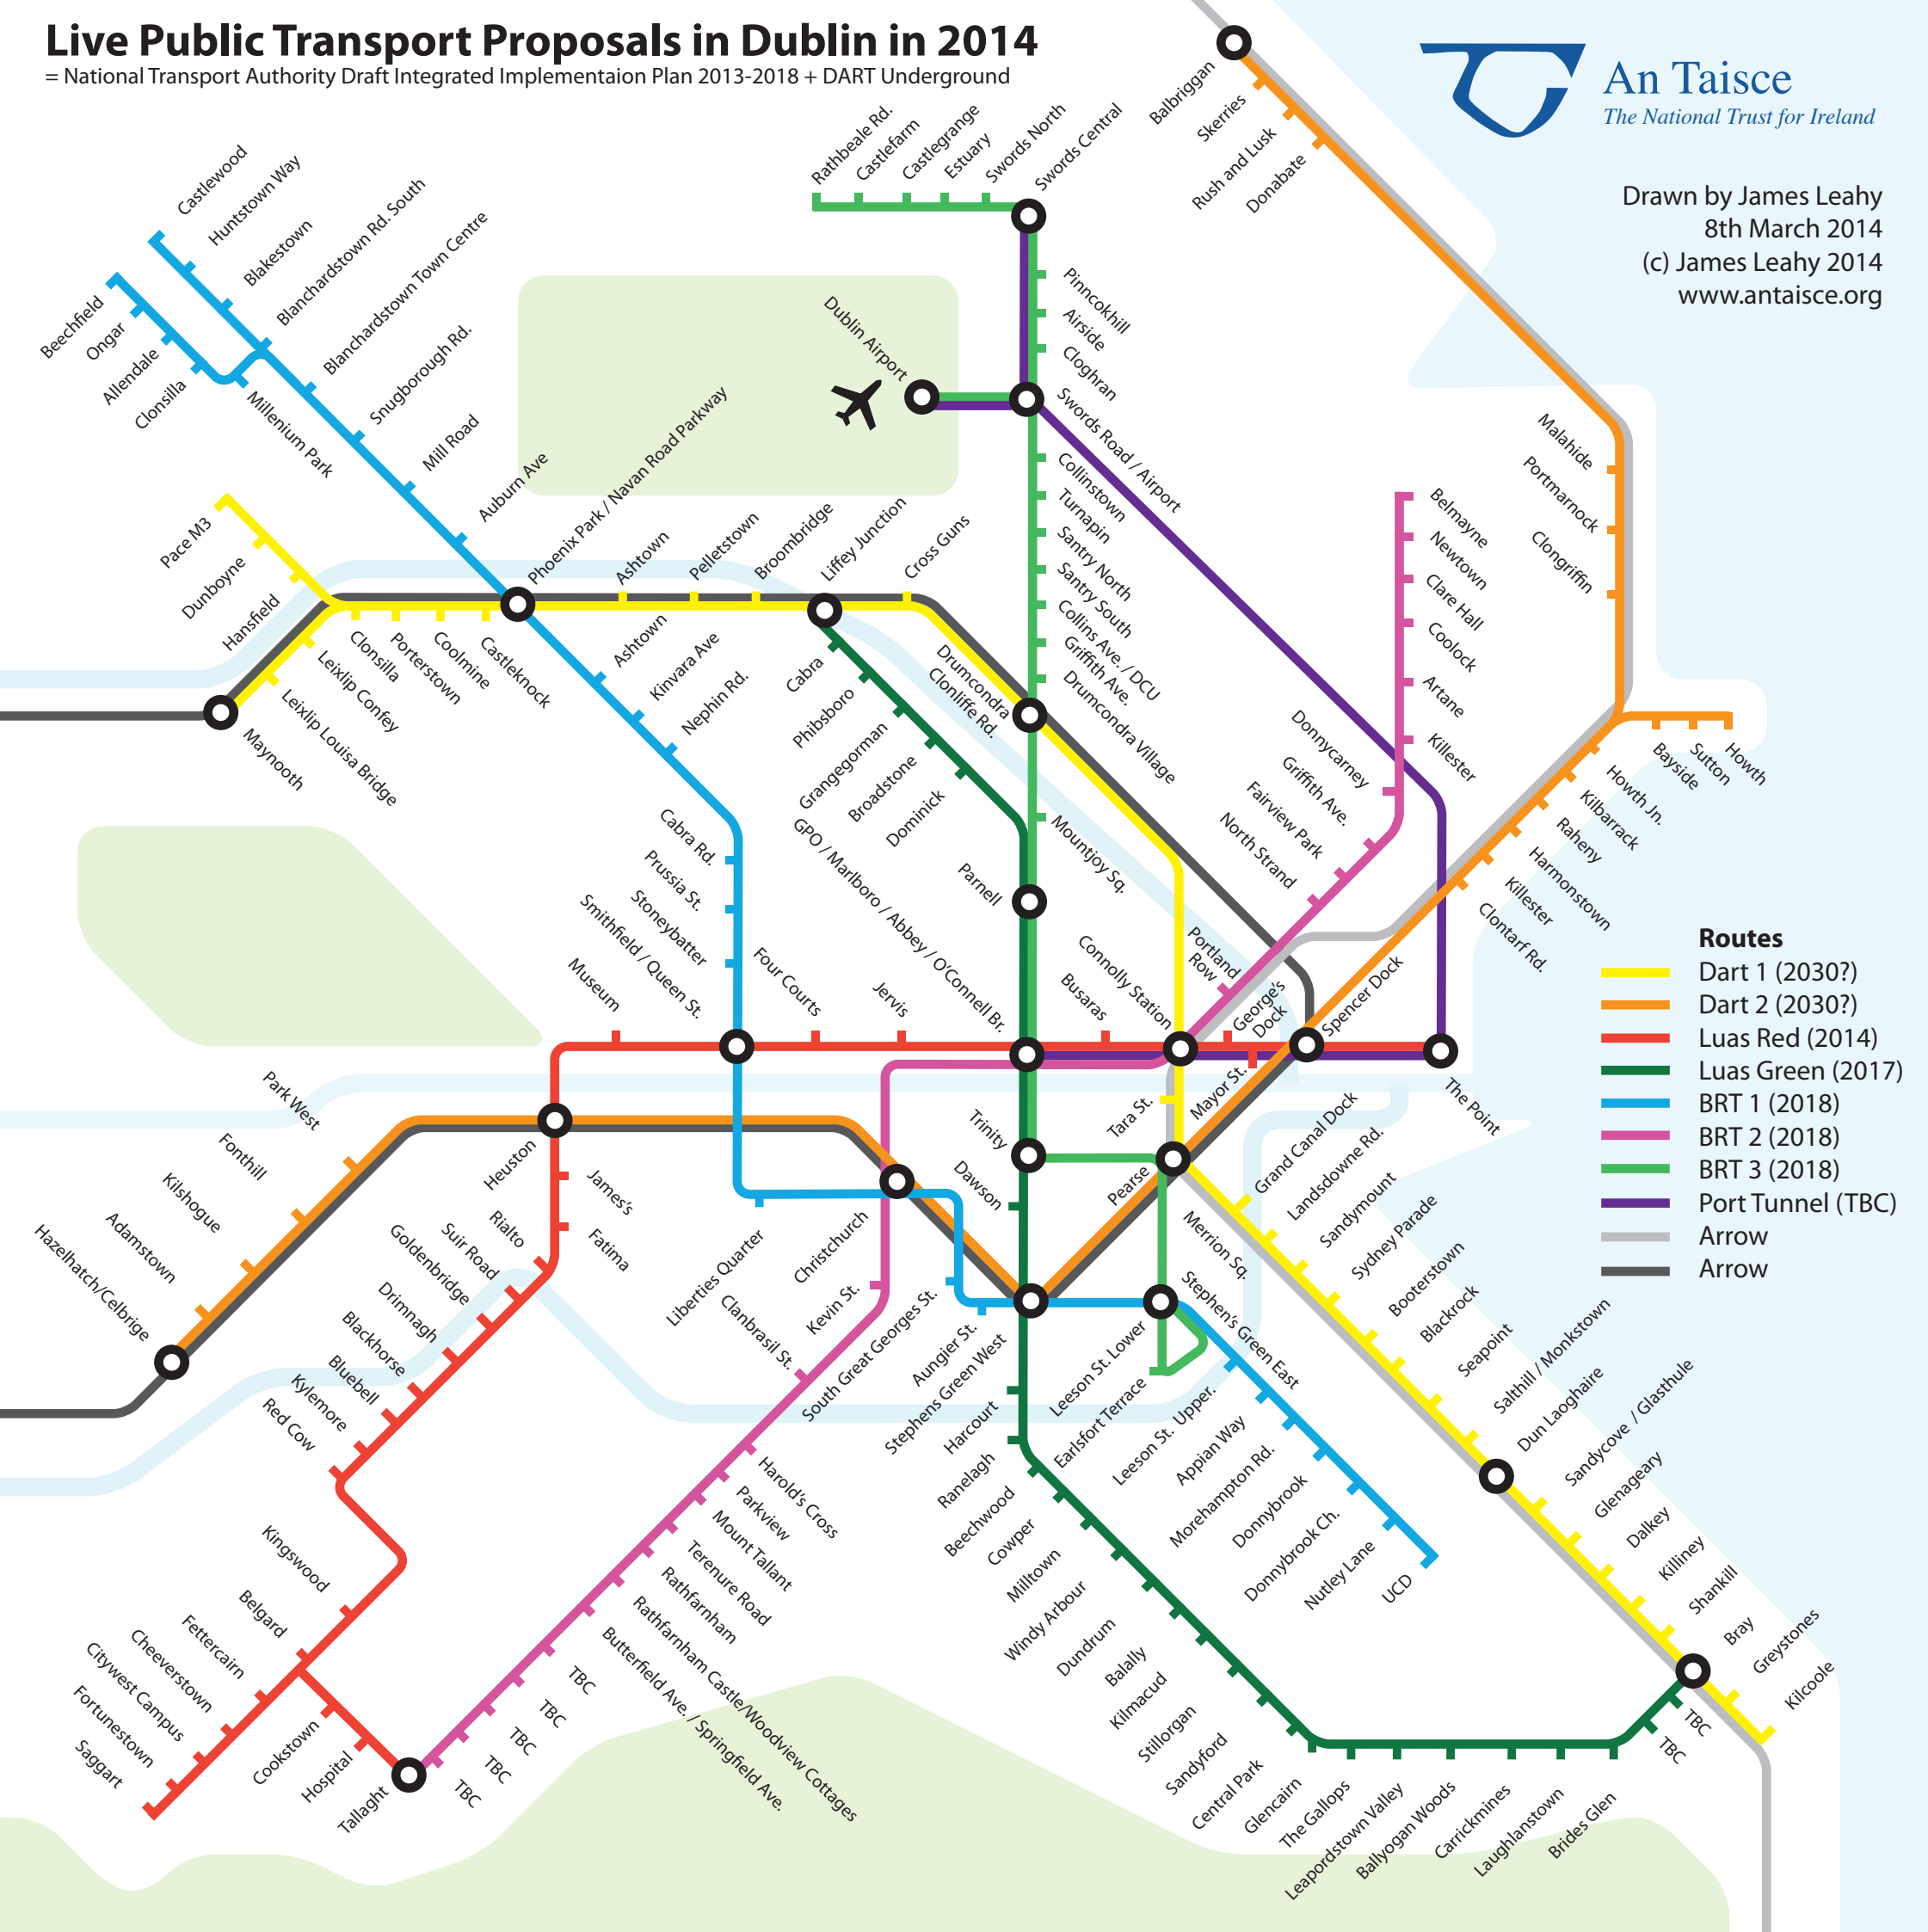 Live Public Transport Proposals in Dublin in 2014
= National Transport Authority Draft Integrated Implementaion Plan 2013-2018 + DART Underground
An Taisce
The National Trust for Ireland
Drawn by James Leahy
8th March 2014
(c) James Leahy 2014
www.antaisce.org
Balbriggan
Skerries
Rush and Lusk
Donabate
Malahide
Portmarnock
Clongriffin
Howth
Sutton
Bayside
Howth Jn.
Kilbarrack
Raheny
Harmonstown
Killester
Clontarf Rd.
Rathbeale Rd.
Castlefarm
Castlegrange
Estuary
Swords North
Swords Central
Pinncokhill
Airside
Cloghran
Dublin Airport
Swords Road / Airport
Collinstown
Turnapin
Santry North
Santry South
Collins Ave. / DCU
Griffith Ave.
Drumcondra Village
Drumcondra
Clonliffe Rd.
Mountjoy Sq.
Castlewood
Huntstown Way
Blakestown
Blanchardstown Rd. South
Blanchardstown Town Centre
Snugborough Rd.
Mill Road
Auburn Ave
Phoenix Park / Navan Road Parkway
Beechfield
Ongar
Allendale
Clonsilla
Millenium Park
Pace M3
Dunboyne
Hansfield
Clonsilla
Porterstown
Coolmine
Castleknock
Leixlip Confey
Leixlip Louisa Bridge
Maynooth
Ashtown
Pelletstown
Broombridge
Liffey Junction
Cross Guns
Ashtown
Kinvara Ave
Nephin Rd.
Cabra Rd.
Prussia St.
Stoneybatter
Smithfield / Queen St.
Cabra
Phibsboro
Grangegorman
Broadstone
Dominick
Parnell
GPO / Marlboro / Abbey / O'Connell Br.
Belmayne
Newtown
Clare Hall
Coolock
Artane
Killester
Donnycarney
Griffith Ave.
Fairview Park
North Strand
Portland
Row
Museum
Four Courts
Jervis
Busaras
Connolly Station
George's
Dock
Mayor St.
Spencer Dock
The Point
Tara St.
Trinity
Pearse
Dawson
Merrion Sq.
Grand Canal Dock
Landsdowne Rd.
Sandymount
Sydney Parade
Booterstown
Blackrock
Seapoint
Salthill / Monkstown
Dun Laoghaire
Sandycove / Glasthule
Glenageary
Dalkey
Killiney
Shankill
Bray
Greystones
Kilcoole
Park West
Fonthill
Kilshogue
Adamstown
Hazelhatch/Celbrige
Heuston
James's
Fatima
Rialto
Suir Road
Goldenbridge
Drimnagh
Blackhorse
Bluebell
Kylemore
Red Cow
Kingswood
Belgard
Fettercairn
Cheeverstown
Citywest Campus
Fortunestown
Saggart
Cookstown
Hospital
Tallaght
Liberties Quarter
Christchurch
Kevin St.
Clanbrasil St.
South Great Georges St.
Aungier St.
Stephens Green West
Harold's Cross
Parkview
Mount Tallant
Terenure Road
Rathfarnham
Rathfarnham Castle/Woodview Cottages
Butterfield Ave. / Springfield Ave.
TBC
TBC
TBC
TBC
TBC
Stephen's Green East
Leeson St. Lower
Earlsfort Terrace
Leeson St. Upper.
Appian Way
Morehampton Rd.
Donnybrook
Donnybrook Ch.
Nutley Lane
UCD
Harcourt
Ranelagh
Beechwood
Cowper
Milltown
Windy Arbour
Dundrum
Balally
Kilmacud
Stillorgan
Sandyford
Central Park
Glencairn
The Gallops
Leapordstown Valley
Ballyogan Woods
Carrickmines
Laughlanstown
Brides Glen
TBC
TBC
Routes
Dart 1 (2030?)
Dart 2 (2030?)
Luas Red (2014)
Luas Green (2017)
BRT 1 (2018)
BRT 2 (2018)
BRT 3 (2018)
Port Tunnel (TBC)
Arrow
Arrow